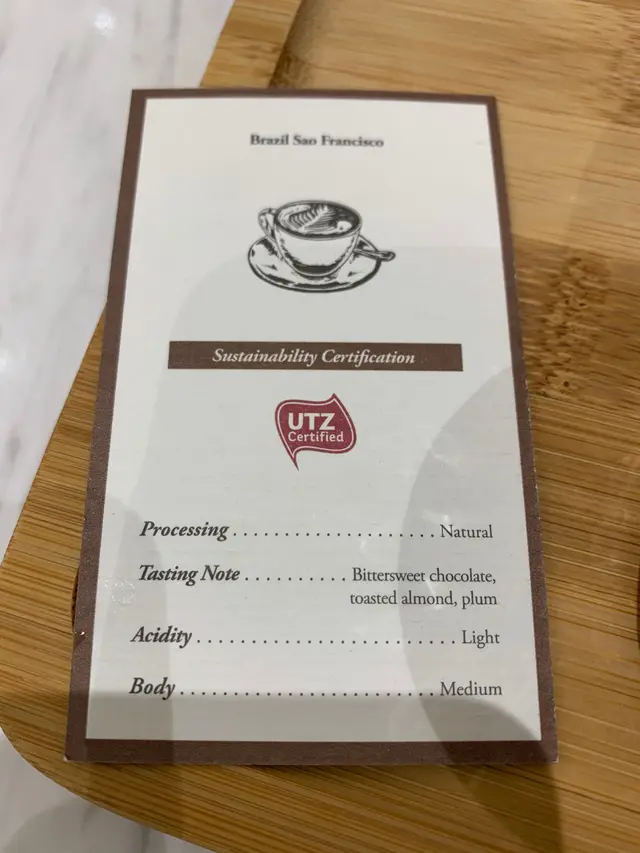 Brazil Sao Francisco
Sustainability Certification
UTZ
Certified
Processing . . . . . . . . . . . . . . . . . . . . . Natural
Tasting Note . . . . . . . . . . Bittersweet chocolate,
toasted almond, plum
Acidity . . . . . . . . . . . . . . . . . . . . . . . . . . Light
Body . . . . . . . . . . . . . . . . . . . . . . . . . . Medium